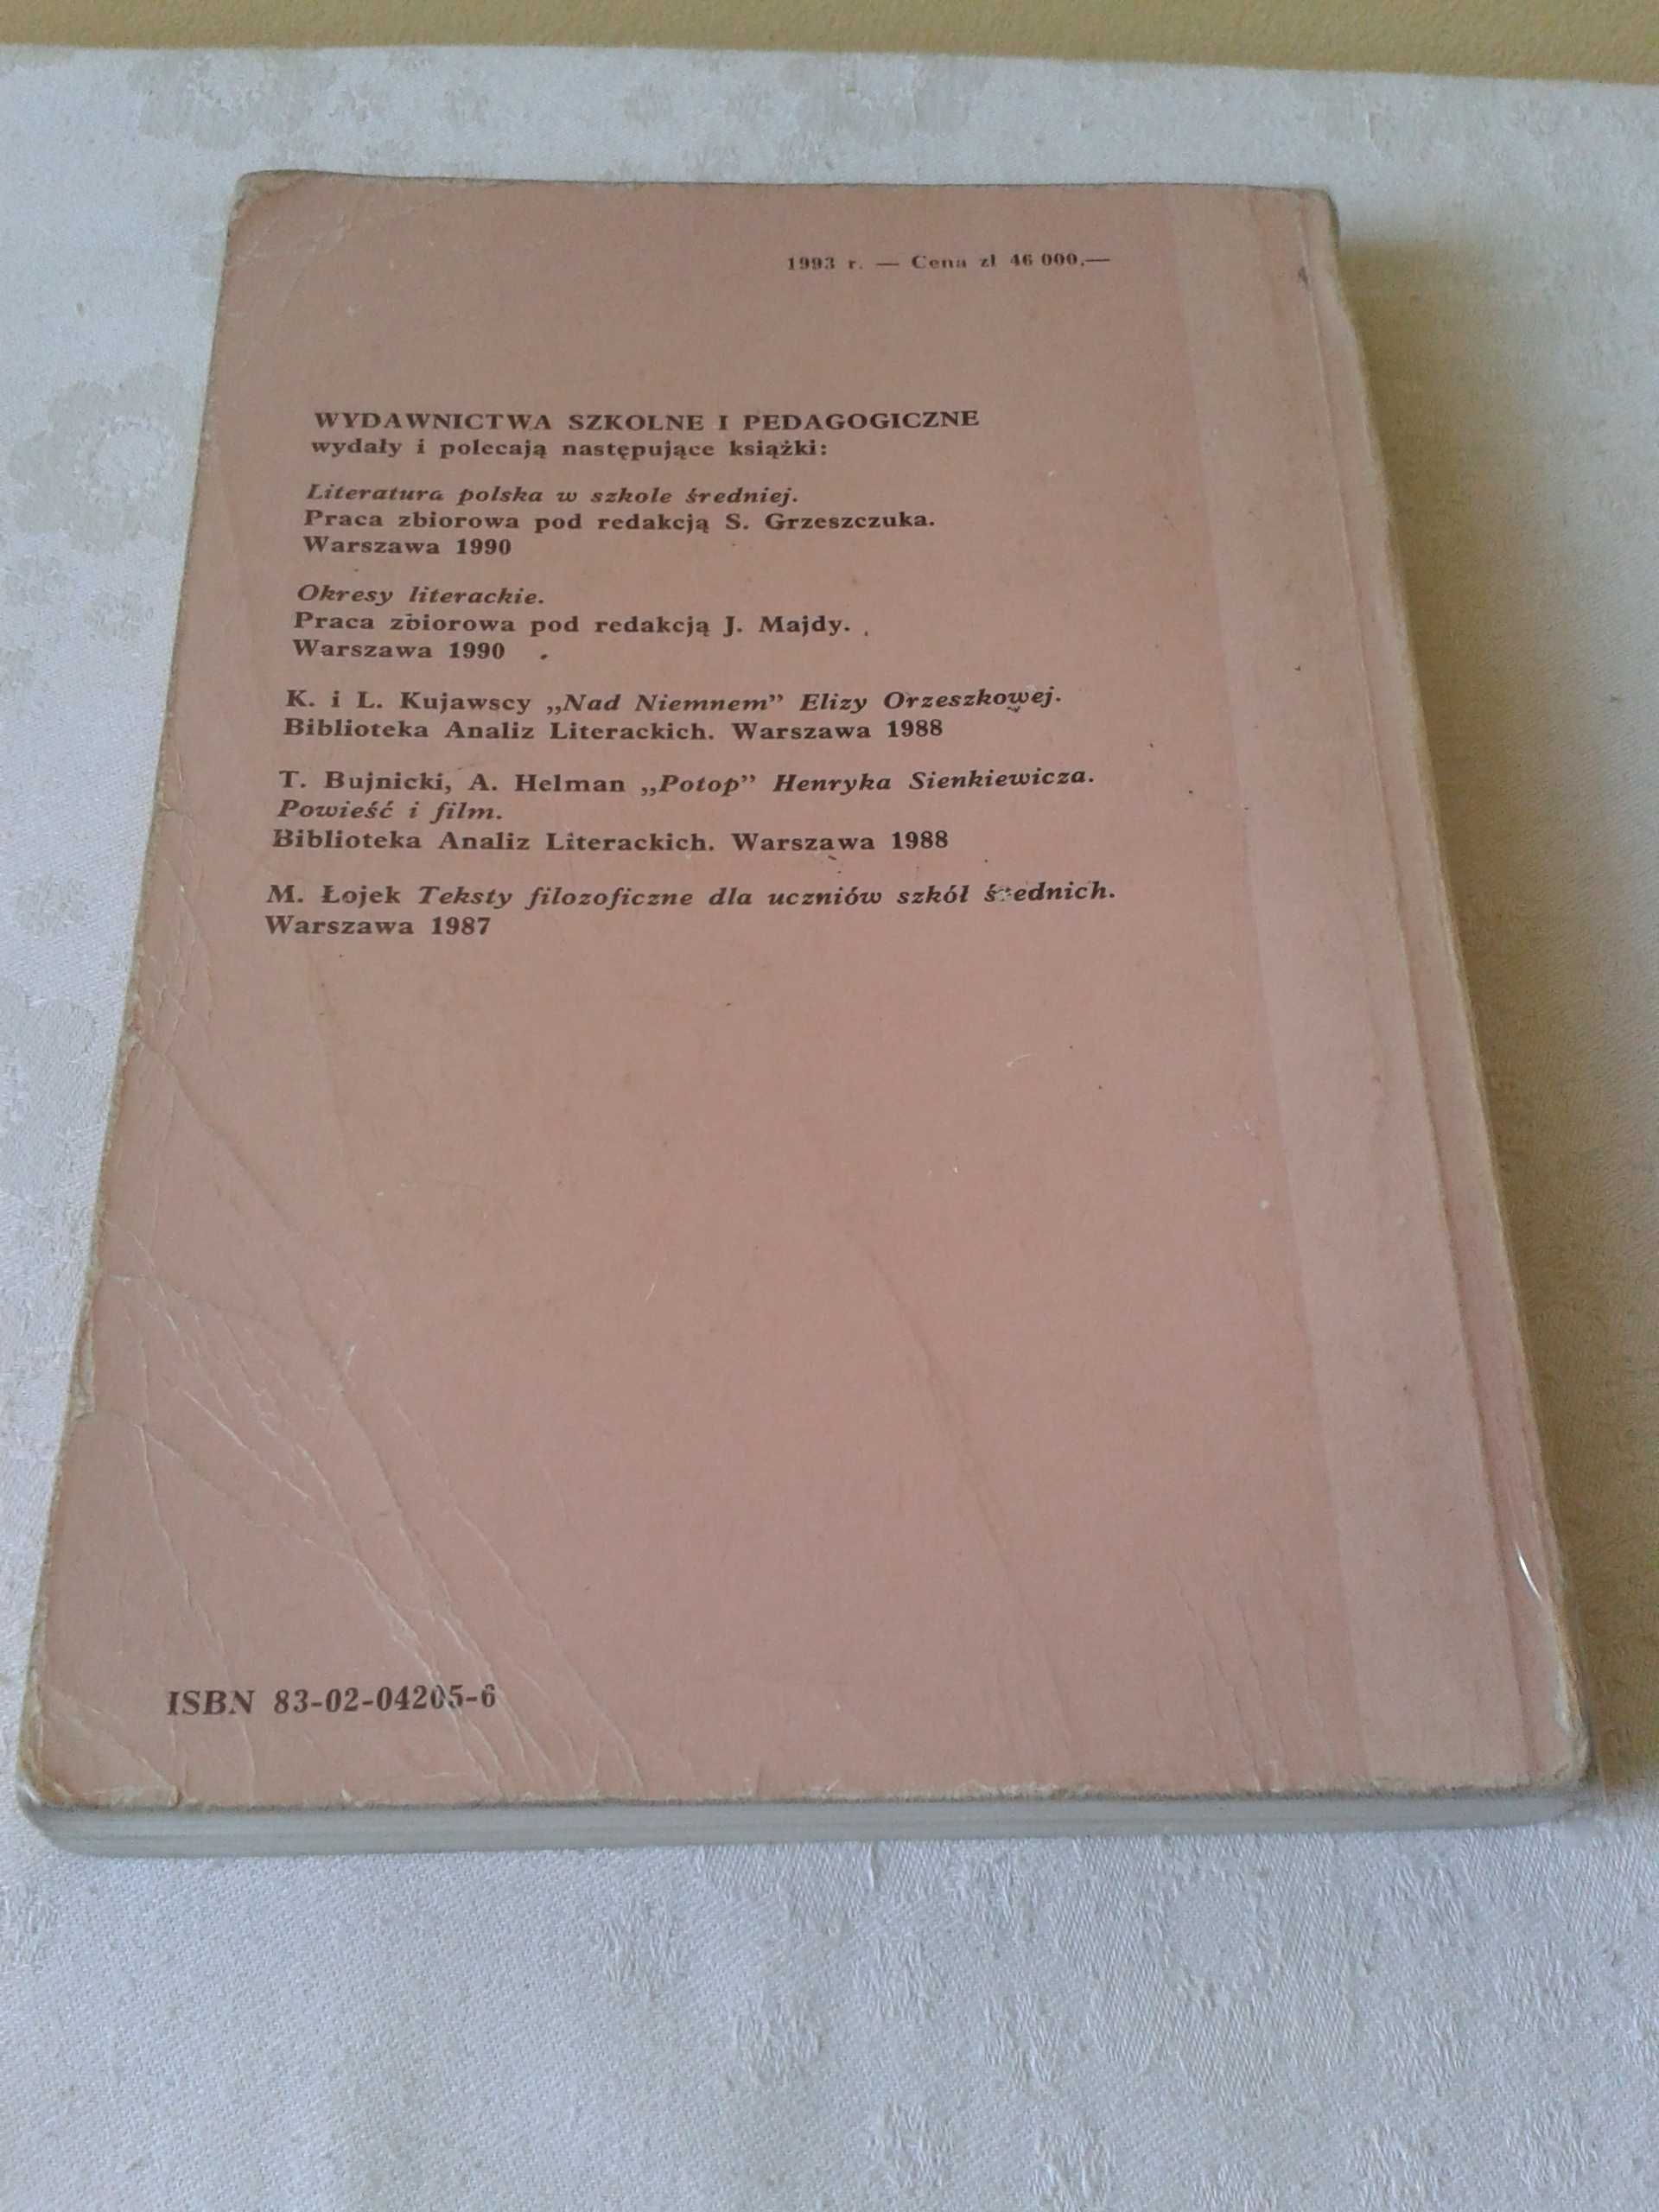 1993 r. — Cena zł 46 000,—
WYDAWNICTWA SZKOLNE I PEDAGOGICZNE
wydały i polecają następujące książki:
Literatura polska w szkole średniej.
Praca zbiorowa pod redakcją S. Grzeszczuka.
Warszawa 1990
Okresy literackie.
Praca zbiorowa pod redakcją J. Majdy.
Warszawa 1990
K. i L. Kujawscy „Nad Niemnem” Elizy Orzeszkowej.
Biblioteka Analiz Literackich. Warszawa 1988
T. Bujnicki, A. Helman „Potop” Henryka Sienkiewicza.
Powieść i film.
Biblioteka Analiz Literackich. Warszawa 1988
M. Łojek Teksty filozoficzne dla uczniów szkół średnich.
Warszawa 1987
ISBN 83-02-04205-6